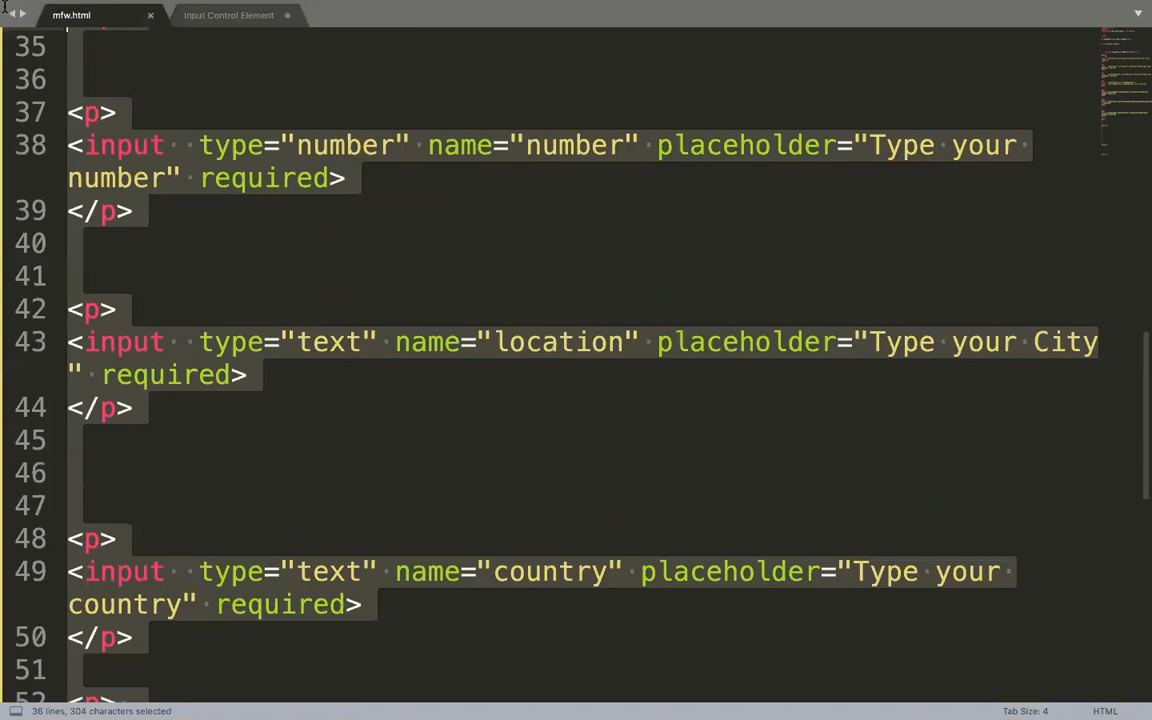 mfw.html
Input Control Element
35
36
37 <p>
38 <input type="number" name="number" placeholder="Type your
number" required>
39 </p>
40
41
42 <p>
43 <input type="text" name="location" placeholder="Type your City
" required>
44 </p>
45
46
47
48 <p>
49 <input type="text" name="country" placeholder="Type your
country" required>
50 </p>
51
52 <p>
36 lines, 304 characters selected
Tab Size: 4
HTML